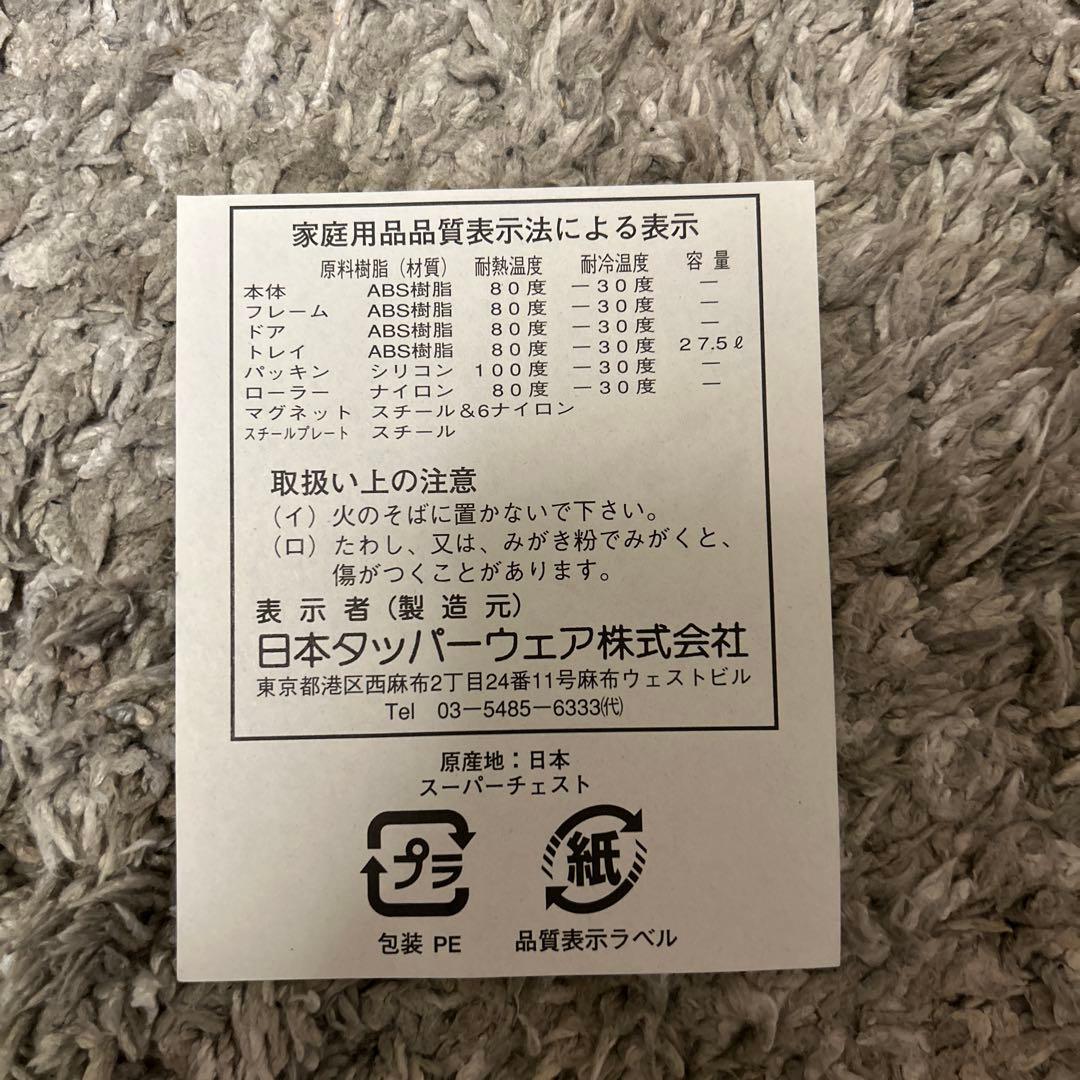 家庭用品品質表示法による表示
原料樹脂（材質） 耐熱温度 耐冷温度 容量
本体 ABS樹脂 80度 －30度 －
フレーム ABS樹脂 80度 －30度 －
ドア ABS樹脂 80度 －30度 －
トレイ ABS樹脂 80度 －30度 27.5ℓ
パッキン シリコン 100度 －30度 －
ローラー ナイロン 80度 －30度 －
マグネット スチール＆6ナイロン
スチールプレート スチール
取扱い上の注意
（イ）火のそばに置かないで下さい。
（ロ）たわし、又は、みがき粉でみがくと、
傷がつくことがあります。
表示者（製造元）
日本タッパーウェア株式会社
東京都港区西麻布2丁目24番11号麻布ウェストビル
Tel 03－5485－6333㈹
原産地：日本
スーパーチェスト
プラ 紙
包装 PE 品質表示ラベル